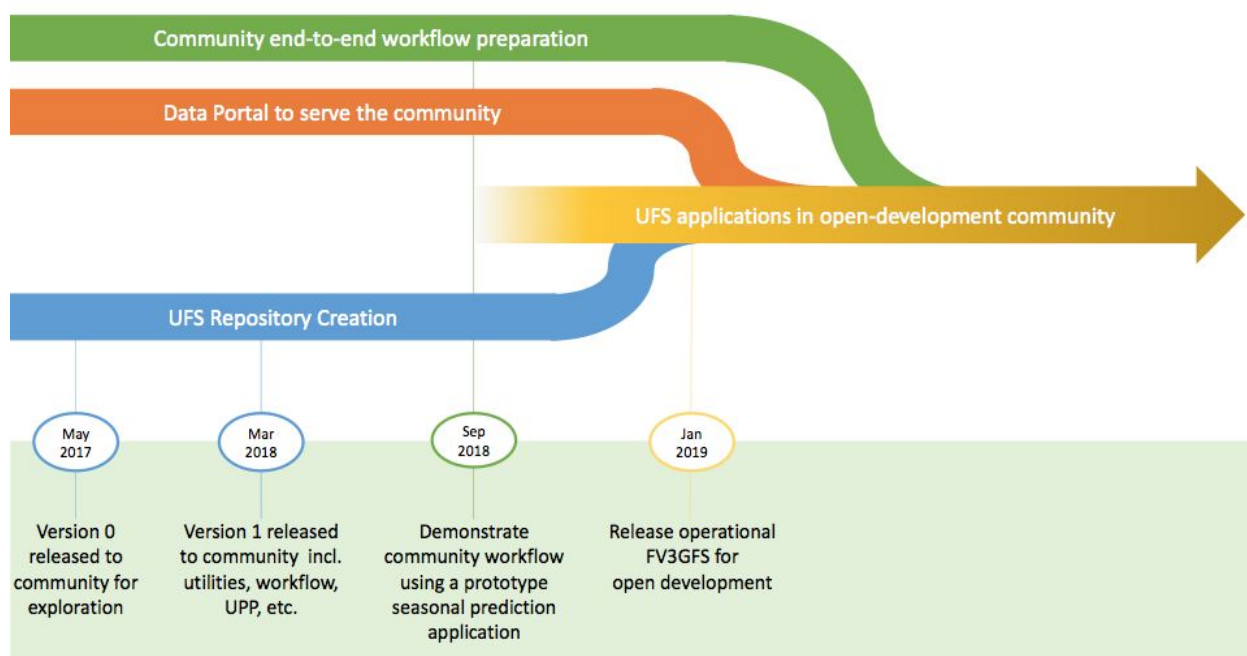 Community end-to-end workflow preparation
Data Portal to serve the community
UFS applications in open-development community
UFS Repository Creation
May
2017
Mar
2018
Sep
2018
Jan
2019
Version 0
released to
community for
exploration
Version 1 released
to community incl.
utilities, workflow,
UPP, etc.
Demonstrate
community workflow
using a prototype
seasonal prediction
application
Release operational
FV3GFS for
open development